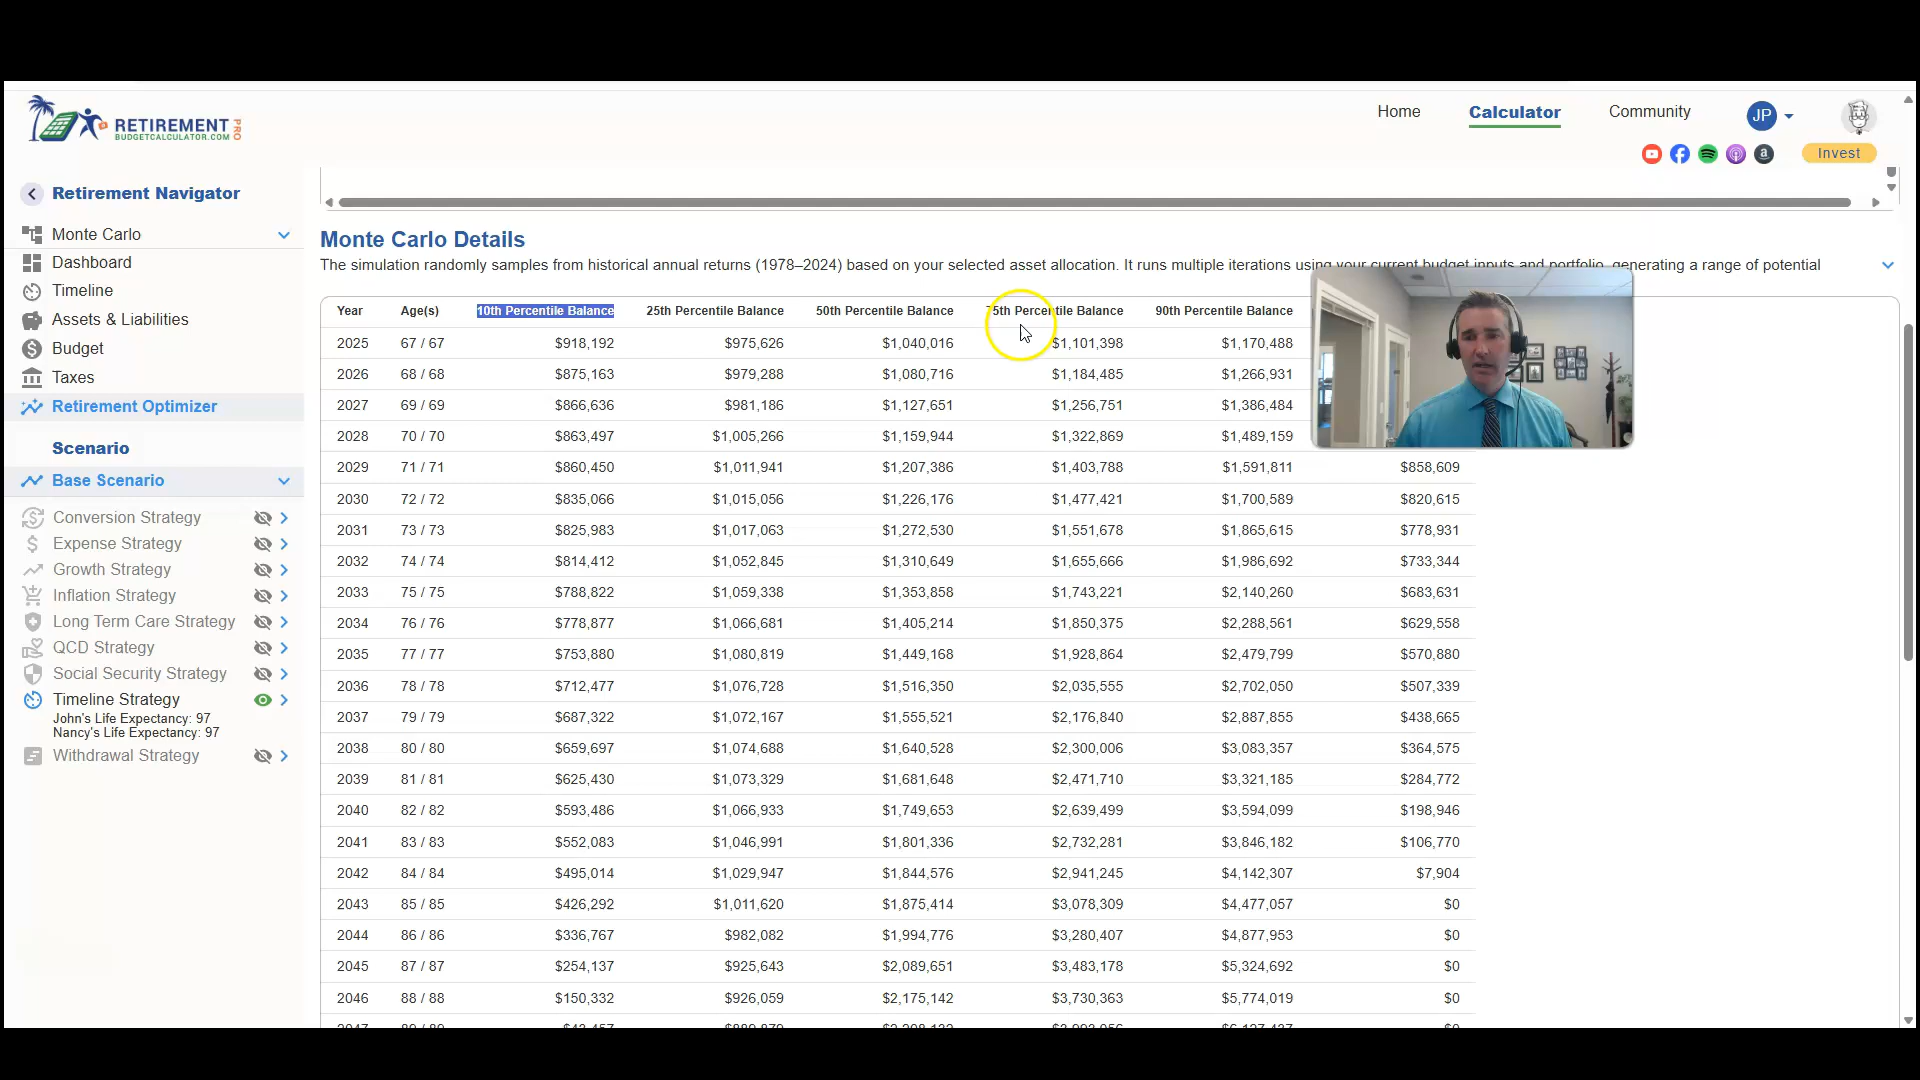 RETIREMENT PRO
BUDGETCALCULATOR.COM
Home Calculator Community JP
a Invest
Retirement Navigator
Monte Carlo
Dashboard
Timeline
Assets & Liabilities
Budget
Taxes
Retirement Optimizer
Scenario
Base Scenario
Conversion Strategy
Expense Strategy
Growth Strategy
Inflation Strategy
Long Term Care Strategy
QCD Strategy
Social Security Strategy
Timeline Strategy
John's Life Expectancy: 97
Nancy's Life Expectancy: 97
Withdrawal Strategy
Monte Carlo Details
The simulation randomly samples from historical annual returns (1978–2024) based on your selected asset allocation. It runs multiple iterations using your current budget inputs and portfolio, generating a range of potential
Year Age(s) 10th Percentile Balance 25th Percentile Balance 50th Percentile Balance 75th Percentile Balance 90th Percentile Balance
2025 67 / 67 $918,192 $975,626 $1,040,016 $1,101,398 $1,170,488
2026 68 / 68 $875,163 $979,288 $1,080,716 $1,184,485 $1,266,931
2027 69 / 69 $866,636 $981,186 $1,127,651 $1,256,751 $1,386,484
2028 70 / 70 $863,497 $1,005,266 $1,159,944 $1,322,869 $1,489,159
2029 71 / 71 $860,450 $1,011,941 $1,207,386 $1,403,788 $1,591,811 $858,609
2030 72 / 72 $835,066 $1,015,056 $1,226,176 $1,477,421 $1,700,589 $820,615
2031 73 / 73 $825,983 $1,017,063 $1,272,530 $1,551,678 $1,865,615 $778,931
2032 74 / 74 $814,412 $1,052,845 $1,310,649 $1,655,666 $1,986,692 $733,344
2033 75 / 75 $788,822 $1,059,338 $1,353,858 $1,743,221 $2,140,260 $683,631
2034 76 / 76 $778,877 $1,066,681 $1,405,214 $1,850,375 $2,288,561 $629,558
2035 77 / 77 $753,880 $1,080,819 $1,449,168 $1,928,864 $2,479,799 $570,880
2036 78 / 78 $712,477 $1,076,728 $1,516,350 $2,035,555 $2,702,050 $507,339
2037 79 / 79 $687,322 $1,072,167 $1,555,521 $2,176,840 $2,887,855 $438,665
2038 80 / 80 $659,697 $1,074,688 $1,640,528 $2,300,006 $3,083,357 $364,575
2039 81 / 81 $625,430 $1,073,329 $1,681,648 $2,471,710 $3,321,185 $284,772
2040 82 / 82 $593,486 $1,066,933 $1,749,653 $2,639,499 $3,594,099 $198,946
2041 83 / 83 $552,083 $1,046,991 $1,801,336 $2,732,281 $3,846,182 $106,770
2042 84 / 84 $495,014 $1,029,947 $1,844,576 $2,941,245 $4,142,307 $7,904
2043 85 / 85 $426,292 $1,011,620 $1,875,414 $3,078,309 $4,477,057 $0
2044 86 / 86 $336,767 $982,082 $1,994,776 $3,280,407 $4,877,953 $0
2045 87 / 87 $254,137 $925,643 $2,089,651 $3,483,178 $5,324,692 $0
2046 88 / 88 $150,332 $926,059 $2,175,142 $3,730,363 $5,774,019 $0